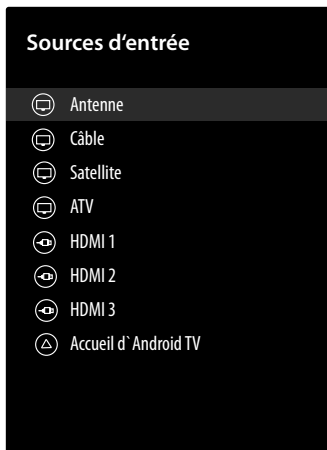 Sources d‘entrée
Antenne
Câble
Satellite
ATV
HDMI 1
HDMI 2
HDMI 3
Accueil d`Android TV